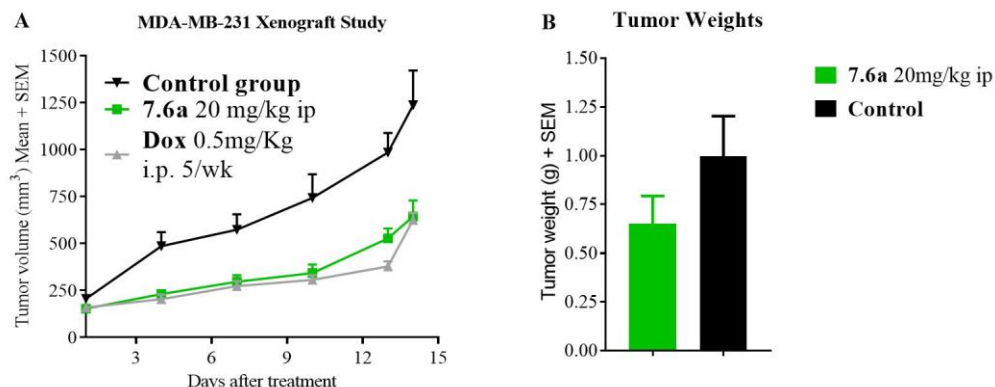 A
MDA-MB-231 Xenograft Study
Tumor volume (mm³) Mean + SEM
1500
1250
1000
750
500
250
0
Control group
7.6a 20 mg/kg ip
Dox 0.5mg/Kg
i.p. 5/wk
3 6 9 12 15
Days after treatment
B
Tumor Weights
Tumor weight (g) + SEM
1.50
1.25
1.00
0.75
0.50
0.25
0.00
7.6a 20mg/kg ip
Control